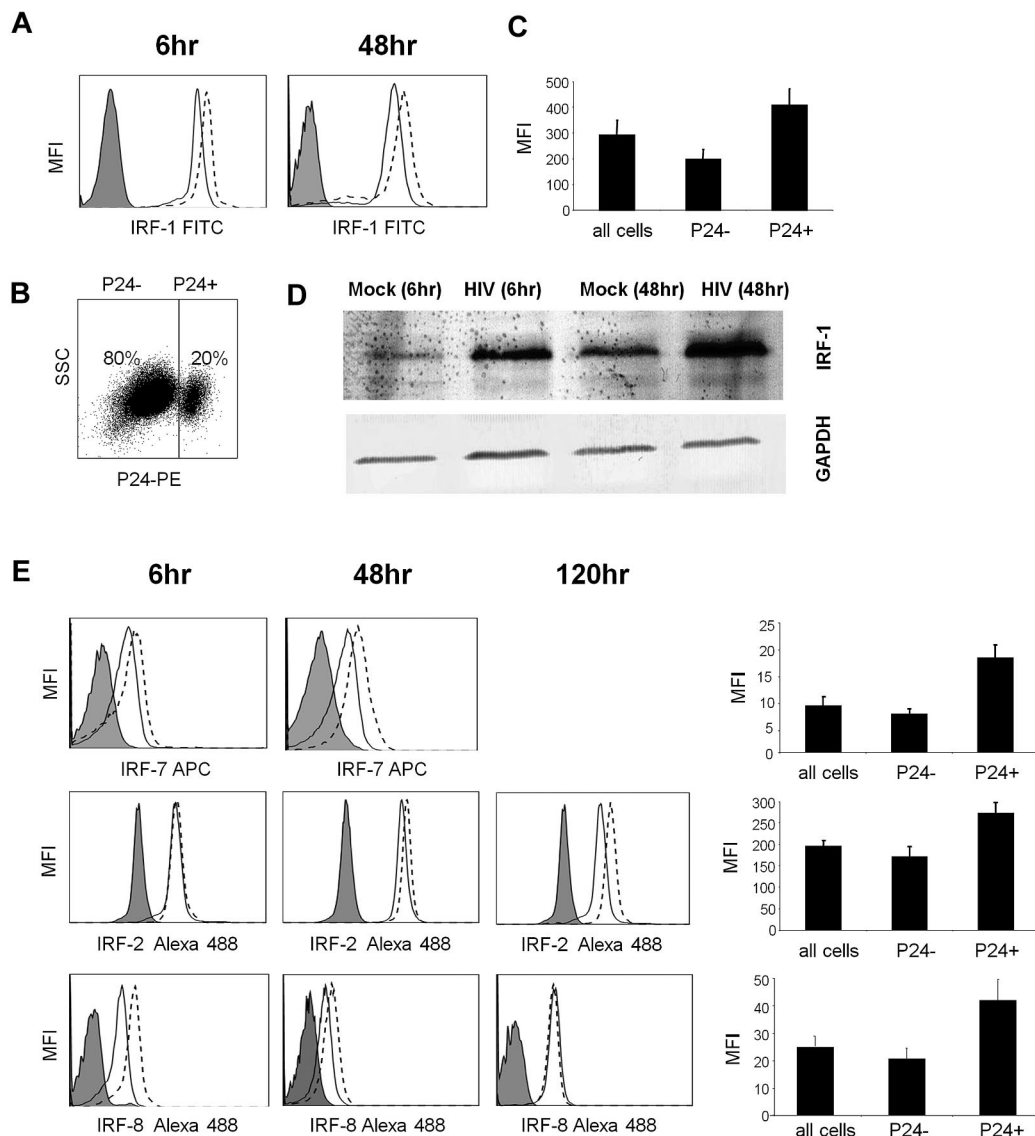 A
6hr
48hr
MFI
IRF-1 FITC
IRF-1 FITC
C
MFI
500
400
300
200
100
0
all cells
P24-
P24+
B
P24-
P24+
SSC
80%
20%
P24-PE
D
Mock (6hr)
HIV (6hr)
Mock (48hr)
HIV (48hr)
IRF-1
GAPDH
E
6hr
48hr
120hr
MFI
IRF-7 APC
IRF-7 APC
MFI
25
20
15
10
5
0
all cells
P24-
P24+
MFI
IRF-2 Alexa 488
IRF-2 Alexa 488
IRF-2 Alexa 488
MFI
300
250
200
150
100
50
0
all cells
P24-
P24+
MFI
IRF-8 Alexa 488
IRF-8 Alexa 488
IRF-8 Alexa 488
MFI
50
40
30
20
10
0
all cells
P24-
P24+